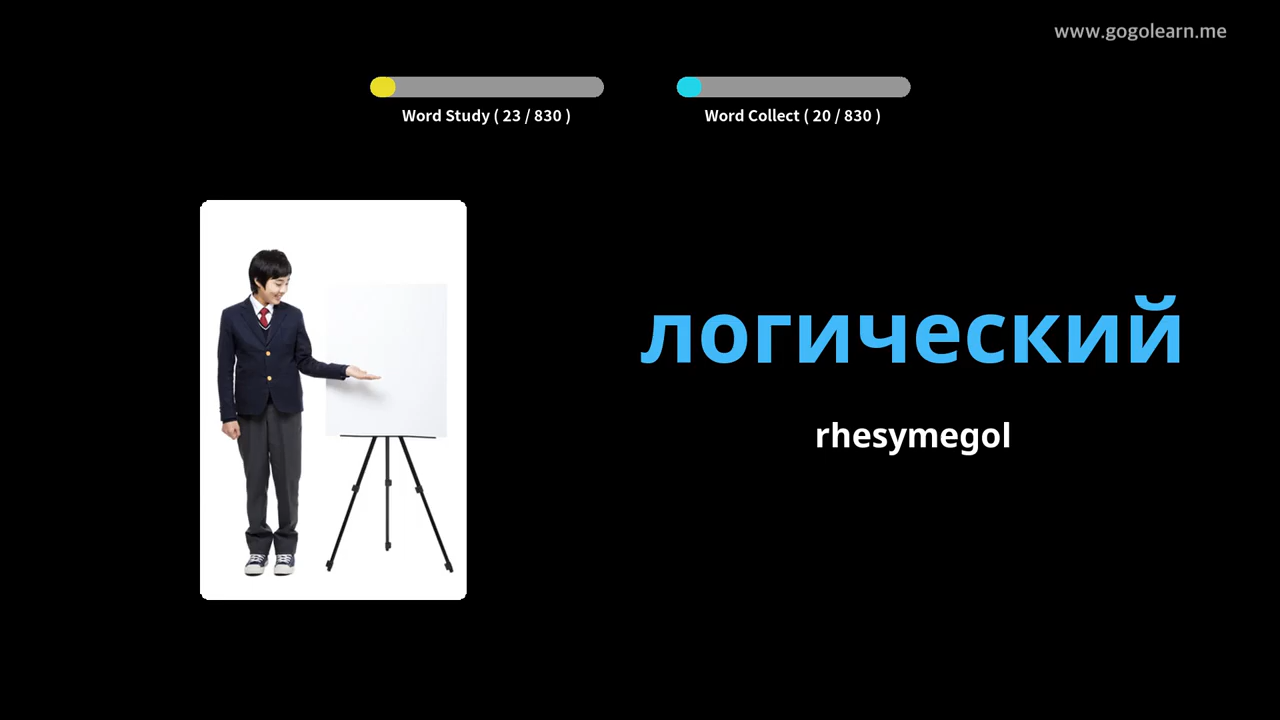 www.gogolearn.me
Word Study ( 23 / 830 )
Word Collect ( 20 / 830 )
логический
rhesymegol